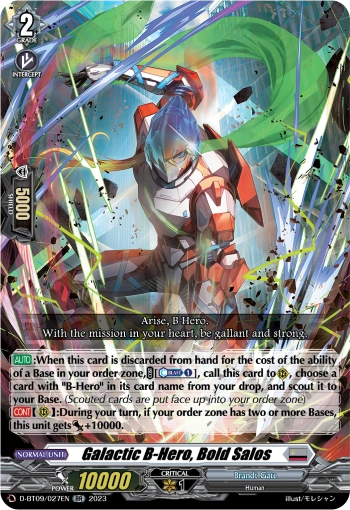 2
GRADE
INTERCEPT
5000
SHIELD
Arise, B Hero.
With the mission in your heart, be gallant and strong.
AUTO:When this card is discarded from hand for the cost of the ability
of a Base in your order zone, [BLAST 1], call this card to , choose a
card with "B-Hero" in its card name from your drop, and scout it to
your Base. (Scouted cards are put face up into your order zone)
CONT:During your turn, if your order zone has two or more Bases,
this unit gets +10000.
NORMAL UNIT
Galactic B-Hero, Bold Salos
POWER
10000
CRITICAL
1
Brandt Gate
Human
D-BT09/027EN RR 2023
illust/モレシャン